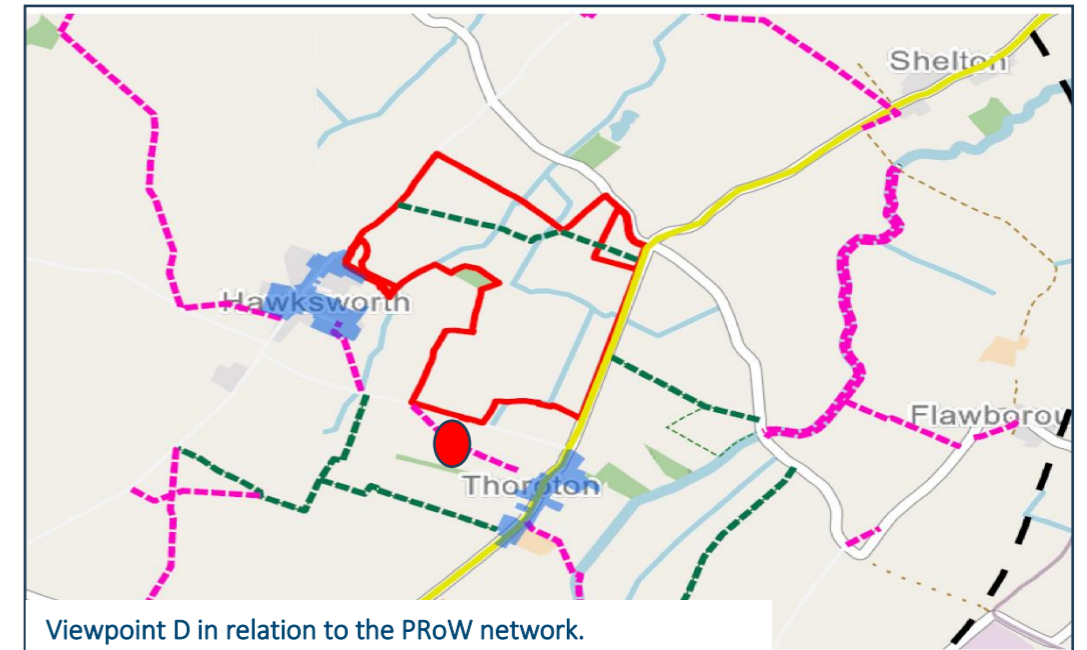 Shelton
Hawksworth
Flawborou
Thoroton
Viewpoint D in relation to the PRoW network.